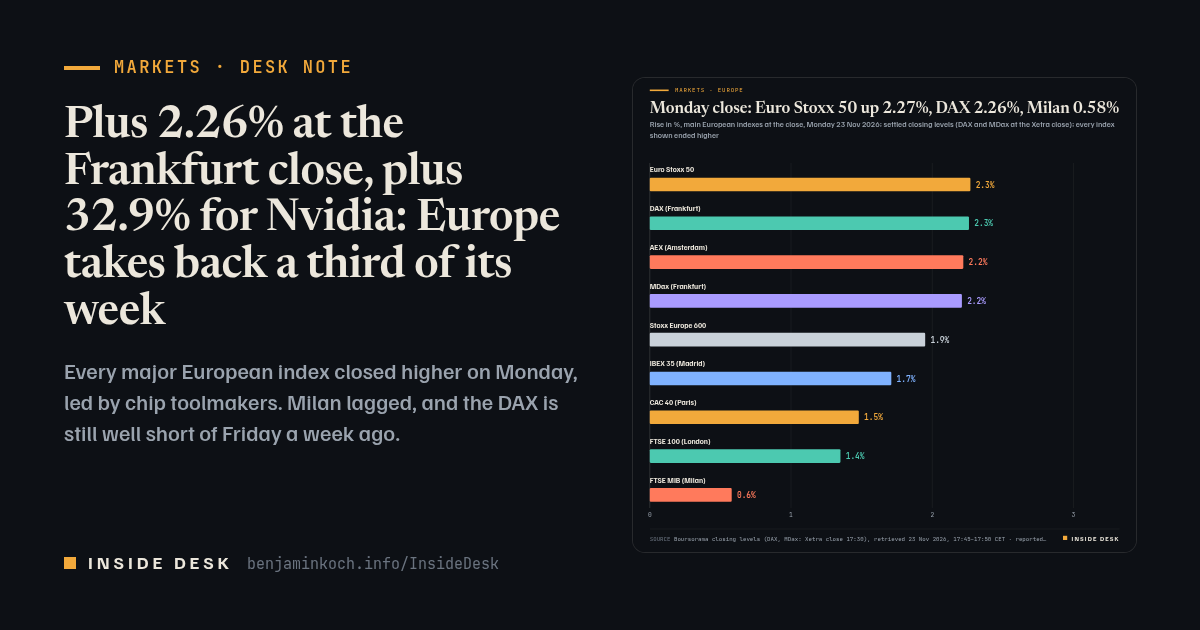 MARKETS · DESK NOTE
Plus 2.26% at the
Frankfurt close, plus
32.9% for Nvidia: Europe
takes back a third of its
week
Every major European index closed higher on Monday,
led by chip toolmakers. Milan lagged, and the DAX is
still well short of Friday a week ago.
INSIDE DESK benjaminkoch.info/InsideDesk
MARKETS · EUROPE
Monday close: Euro Stoxx 50 up 2.27%, DAX 2.26%, Milan 0.58%
Rise in %, main European indexes at the close, Monday 23 Nov 2026: settled closing levels (DAX and MDax at the Xetra close): every index
shown ended higher
Euro Stoxx 50
2.3%
DAX (Frankfurt)
2.3%
AEX (Amsterdam)
2.2%
MDax (Frankfurt)
2.2%
Stoxx Europe 600
1.9%
IBEX 35 (Madrid)
1.7%
CAC 40 (Paris)
1.5%
FTSE 100 (London)
1.4%
FTSE MIB (Milan)
0.6%
0 1 2 3
SOURCE Boursorama closing levels (DAX, MDax: Xetra close 17:30), retrieved 23 Nov 2026, 17:45–17:50 CET · reported… INSIDE DESK